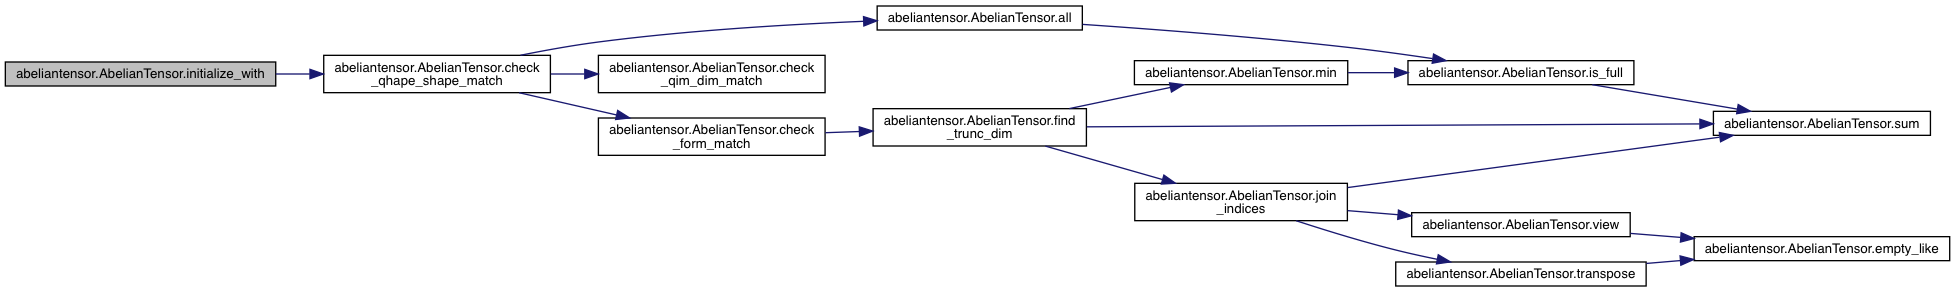 abeliantensor.AbelianTensor.initialize_with
abeliantensor.AbelianTensor.check
_qhape_shape_match
abeliantensor.AbelianTensor.all
abeliantensor.AbelianTensor.check
_qim_dim_match
abeliantensor.AbelianTensor.check
_form_match
abeliantensor.AbelianTensor.find
_trunc_dim
abeliantensor.AbelianTensor.min
abeliantensor.AbelianTensor.is_full
abeliantensor.AbelianTensor.sum
abeliantensor.AbelianTensor.join
_indices
abeliantensor.AbelianTensor.view
abeliantensor.AbelianTensor.transpose
abeliantensor.AbelianTensor.empty_like